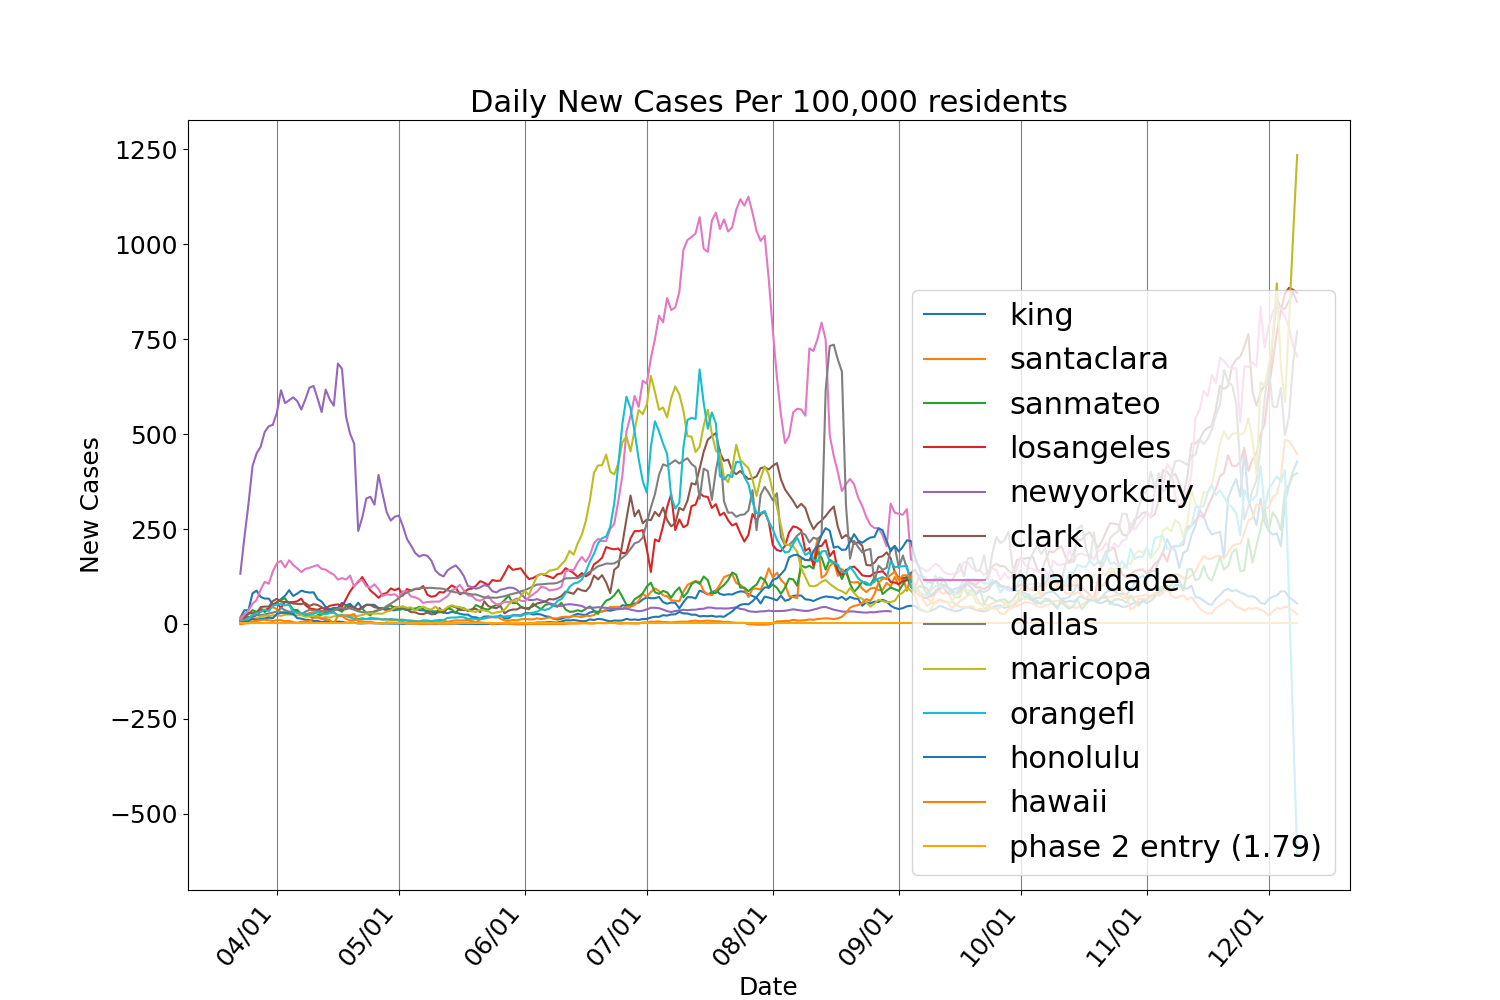 Daily New Cases Per 100,000 residents
1250
1000
750
500
250
0
−250
−500
New Cases
king
santaclara
sanmateo
losangeles
newyorkcity
clark
miamidade
dallas
maricopa
orangefl
honolulu
hawaii
phase 2 entry (1.79)
04/01
05/01
06/01
07/01
08/01
09/01
10/01
11/01
12/01
Date